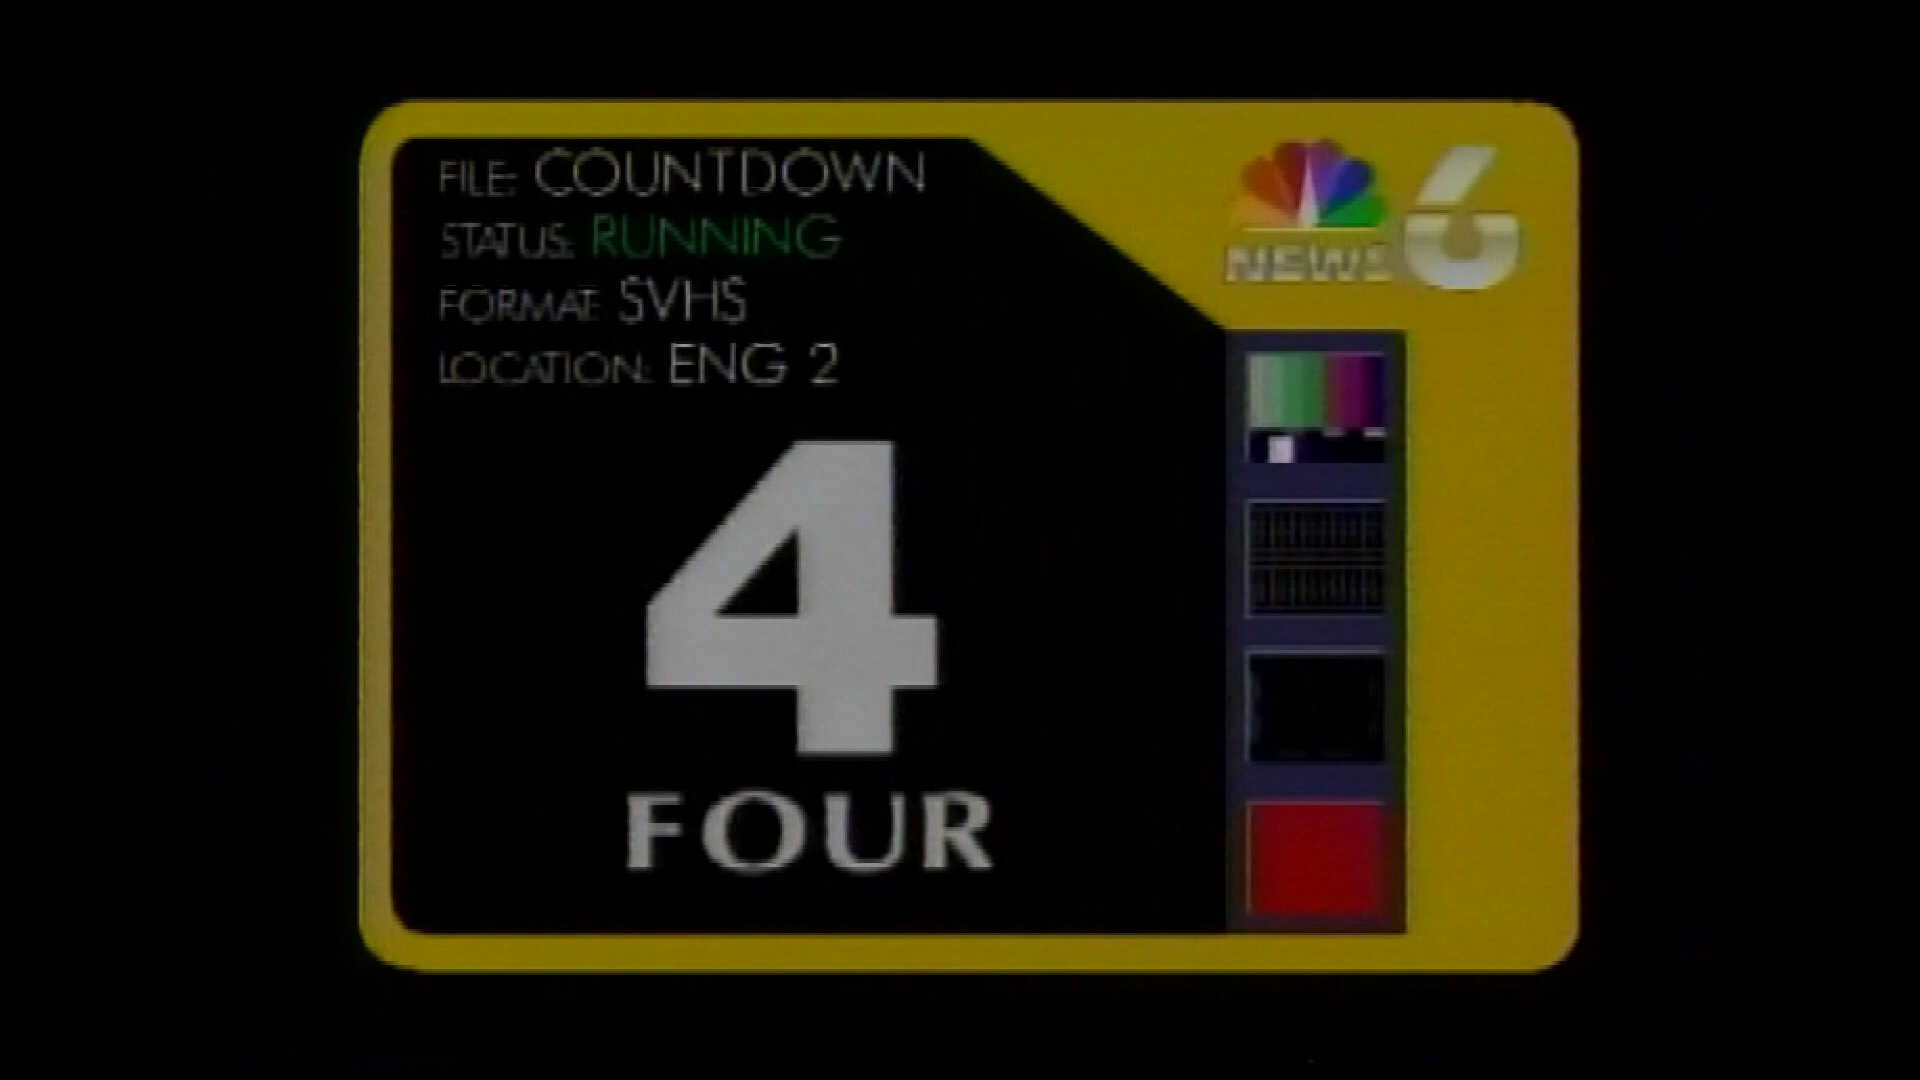 FILE: COUNTDOWN
STATUS: RUNNING
FORMAT: SVHS
LOCATION: ENG 2
NEWS 6
4
FOUR